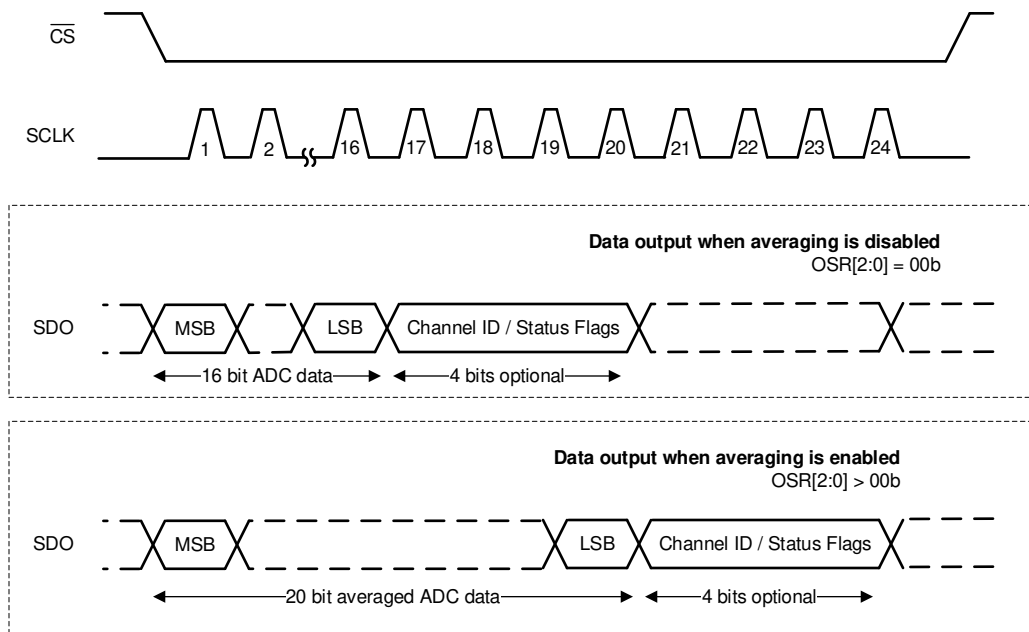 CS
SCLK
1 2 16 17 18 19 20 21 22 23 24
Data output when averaging is disabled
OSR[2:0] = 00b
SDO
MSB LSB Channel ID / Status Flags
16 bit ADC data 4 bits optional
Data output when averaging is enabled
OSR[2:0] > 00b
SDO
MSB LSB Channel ID / Status Flags
20 bit averaged ADC data 4 bits optional